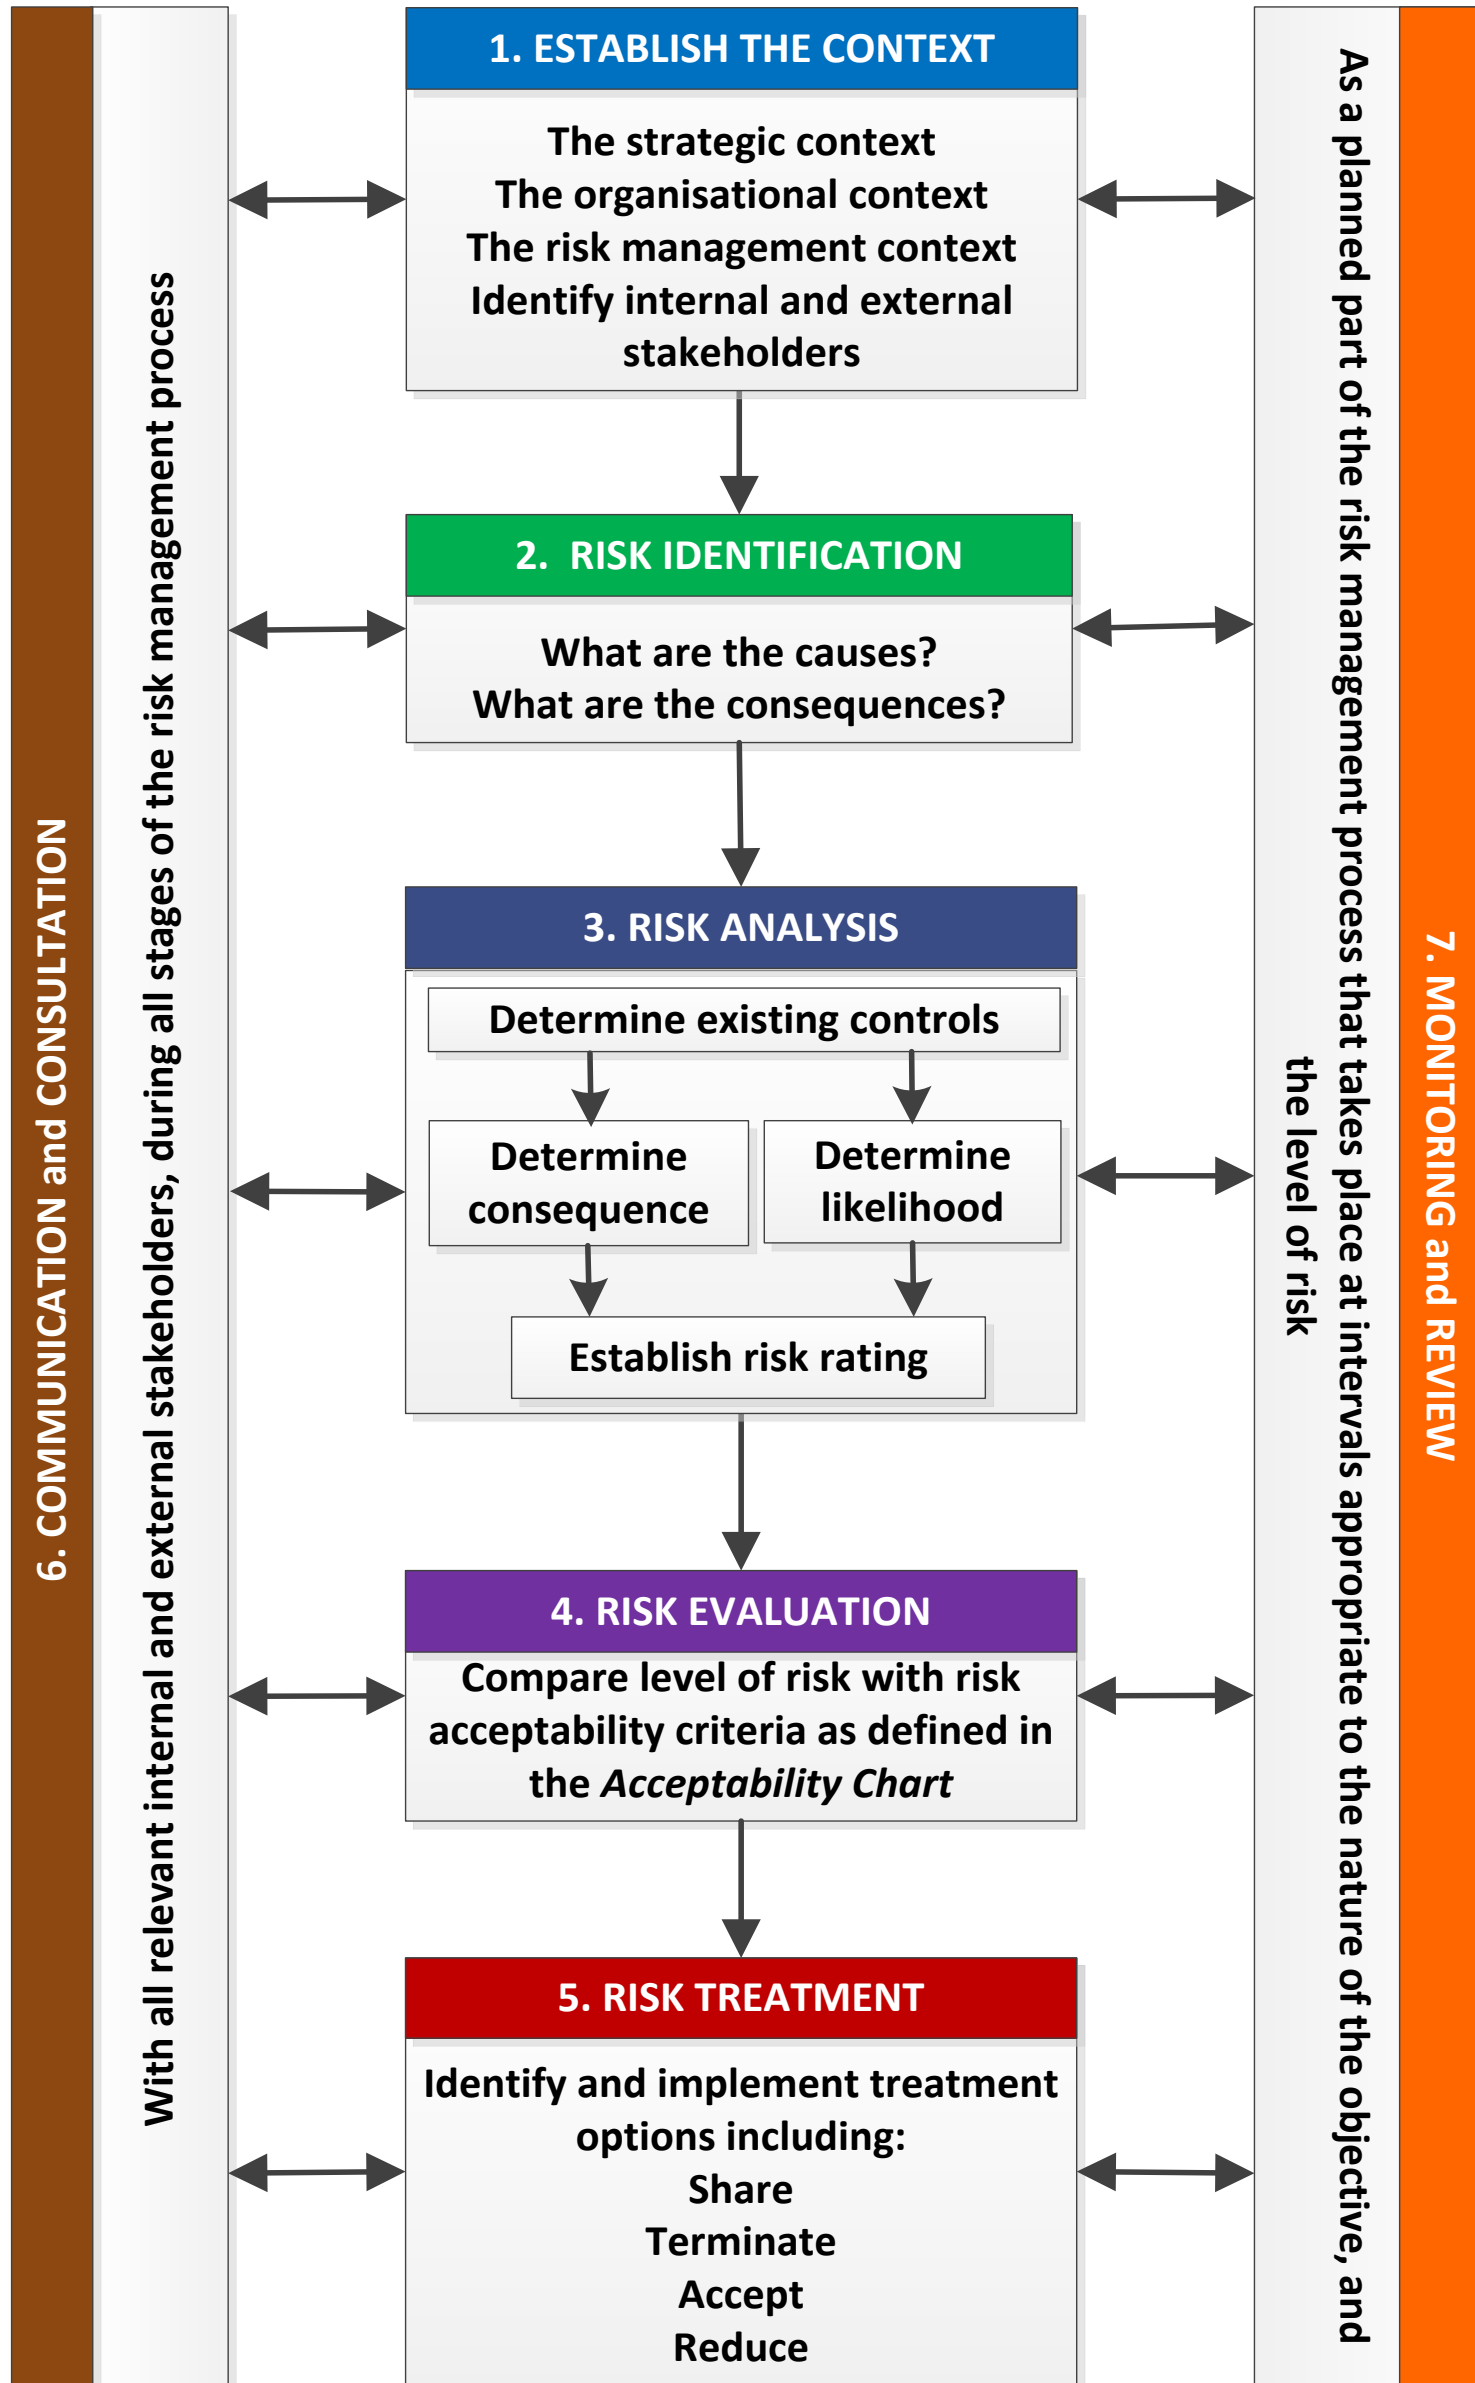 6. COMMUNICATION and CONSULTATION
With all relevant internal and external stakeholders, during all stages of the risk management process
1. ESTABLISH THE CONTEXT
The strategic context
The organisational context
The risk management context
Identify internal and external
stakeholders
2. RISK IDENTIFICATION
What are the causes?
What are the consequences?
3. RISK ANALYSIS
Determine existing controls
Determine
consequence
Determine
likelihood
Establish risk rating
4. RISK EVALUATION
Compare level of risk with risk
acceptability criteria as defined in
the Acceptability Chart
5. RISK TREATMENT
Identify and implement treatment
options including:
Share
Terminate
Accept
Reduce
As a planned part of the risk management process that takes place at intervals appropriate to the nature of the objective, and
the level of risk
7. MONITORING and REVIEW